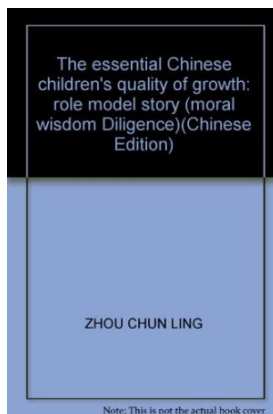 The essential Chinese
children's quality of growth:
role model story (moral
wisdom Diligence)(Chinese
Edition)
ZHOU CHUN LING
Note: This is not the actual book cover